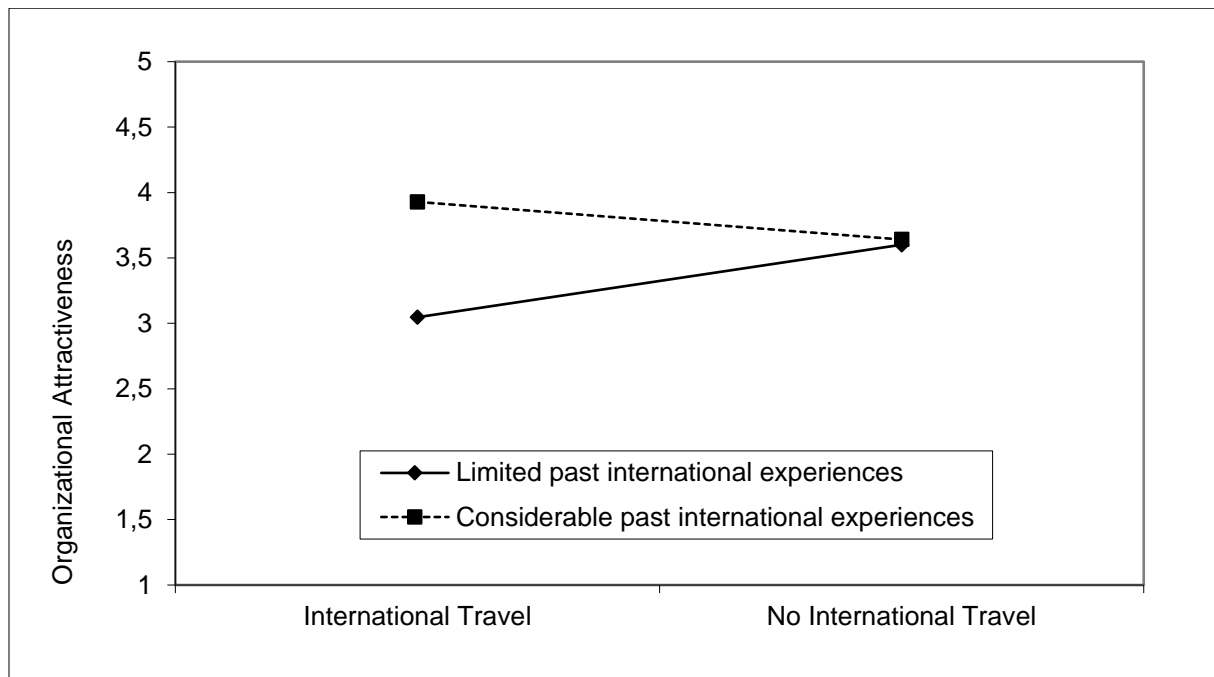 Organizational Attractiveness
5
4,5
4
3,5
3
2,5
2
1,5
1
Limited past international experiences
Considerable past international experiences
International Travel
No International Travel